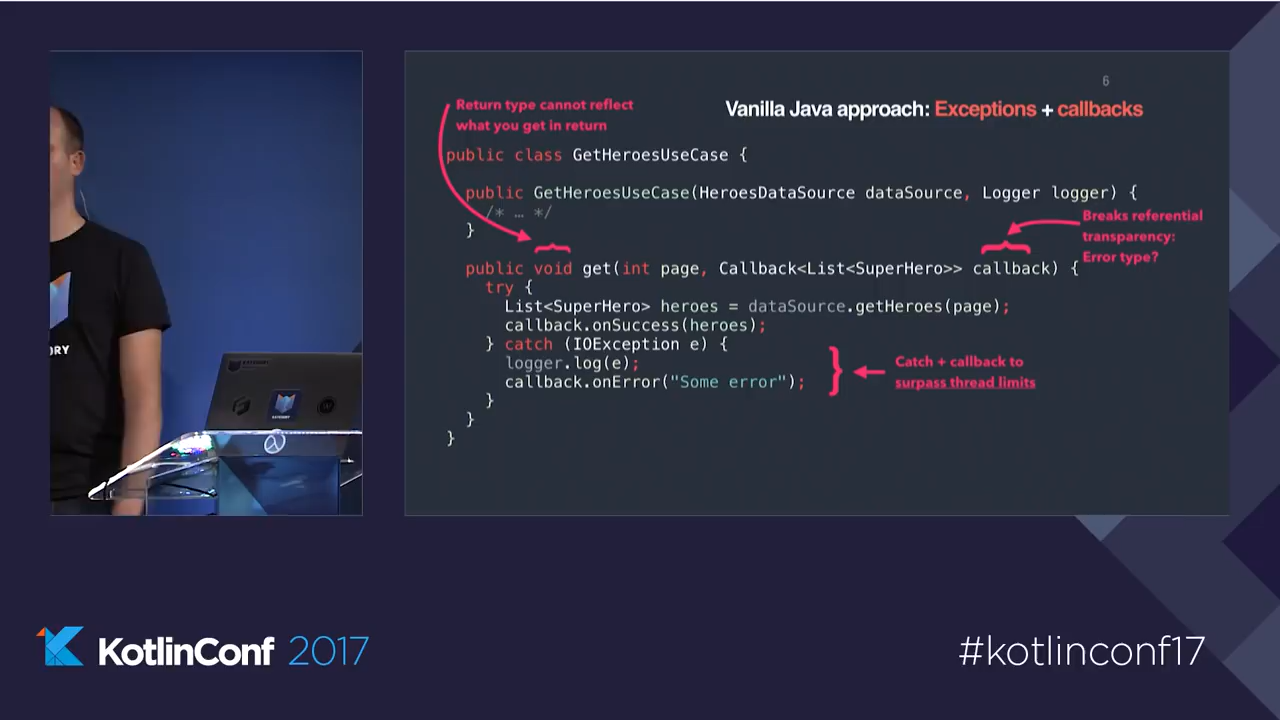 6
Vanilla Java approach: Exceptions + callbacks
Return type cannot reflect
what you get in return
public class GetHeroesUseCase {
public GetHeroesUseCase(HeroesDataSource dataSource, Logger logger) {
/* … */
}
Breaks referential
transparency:
Error type?
public void get(int page, Callback<List<SuperHero>> callback) {
try {
List<SuperHero> heroes = dataSource.getHeroes(page);
callback.onSuccess(heroes);
} catch (IOException e) {
logger.log(e);
callback.onError("Some error");
}
}
}
Catch + callback to
surpass thread limits
ORY
KotlinConf 2017
#kotlinconf17